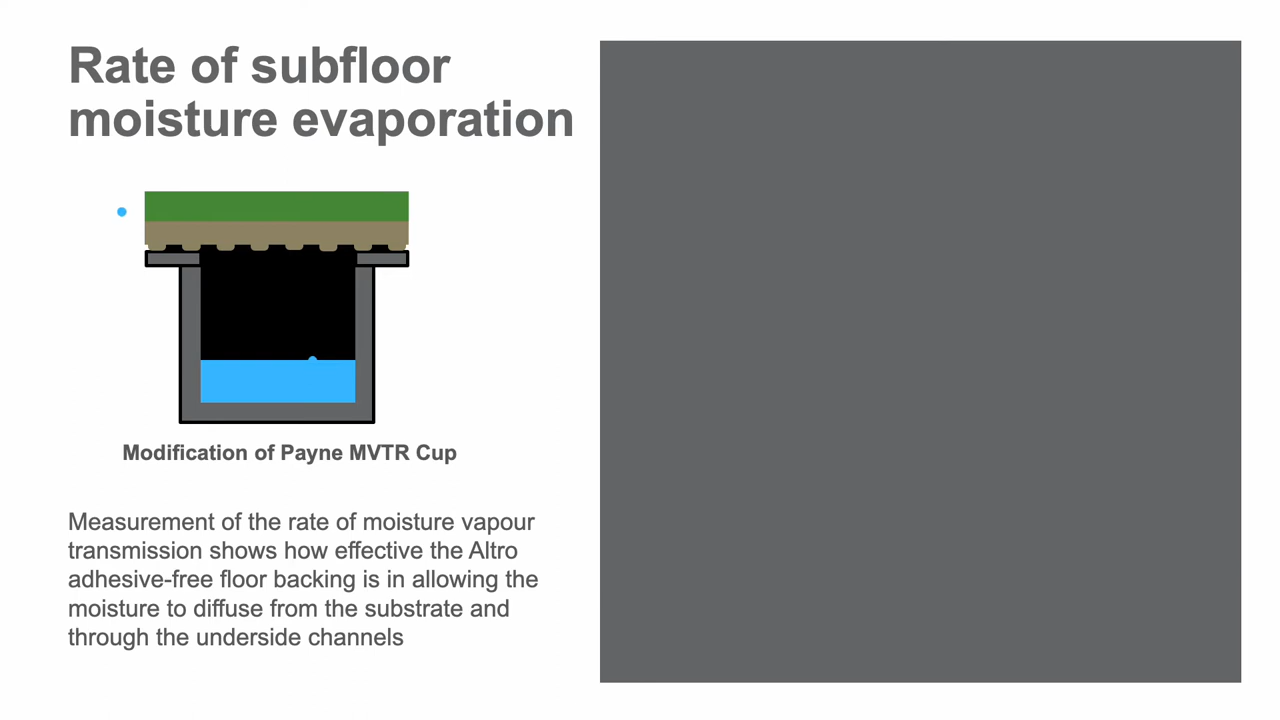 Rate of subfloor
moisture evaporation
Modification of Payne MVTR Cup
Measurement of the rate of moisture vapour
transmission shows how effective the Altro
adhesive-free floor backing is in allowing the
moisture to diffuse from the substrate and
through the underside channels